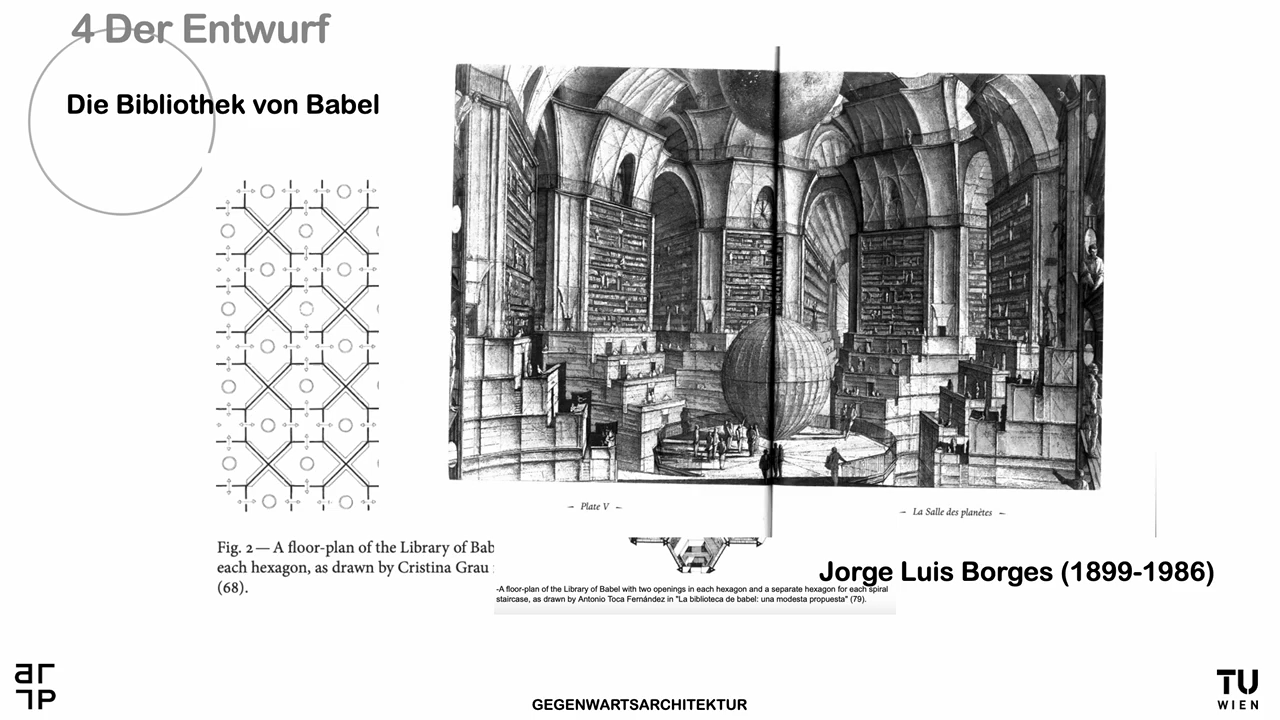 4 Der Entwurf
Die Bibliothek von Babel
– Plate V –
– La Salle des planètes –
Fig. 2 — A floor-plan of the Library of Bab
each hexagon, as drawn by Cristina Grau
(68).
Jorge Luis Borges (1899-1986)
-A floor-plan of the Library of Babel with two openings in each hexagon and a separate hexagon for each spiral
staircase, as drawn by Antonio Toca Fernández in "La biblioteca de babel: una modesta propuesta" (79).
GEGENWARTSARCHITEKTUR
TU
WIEN